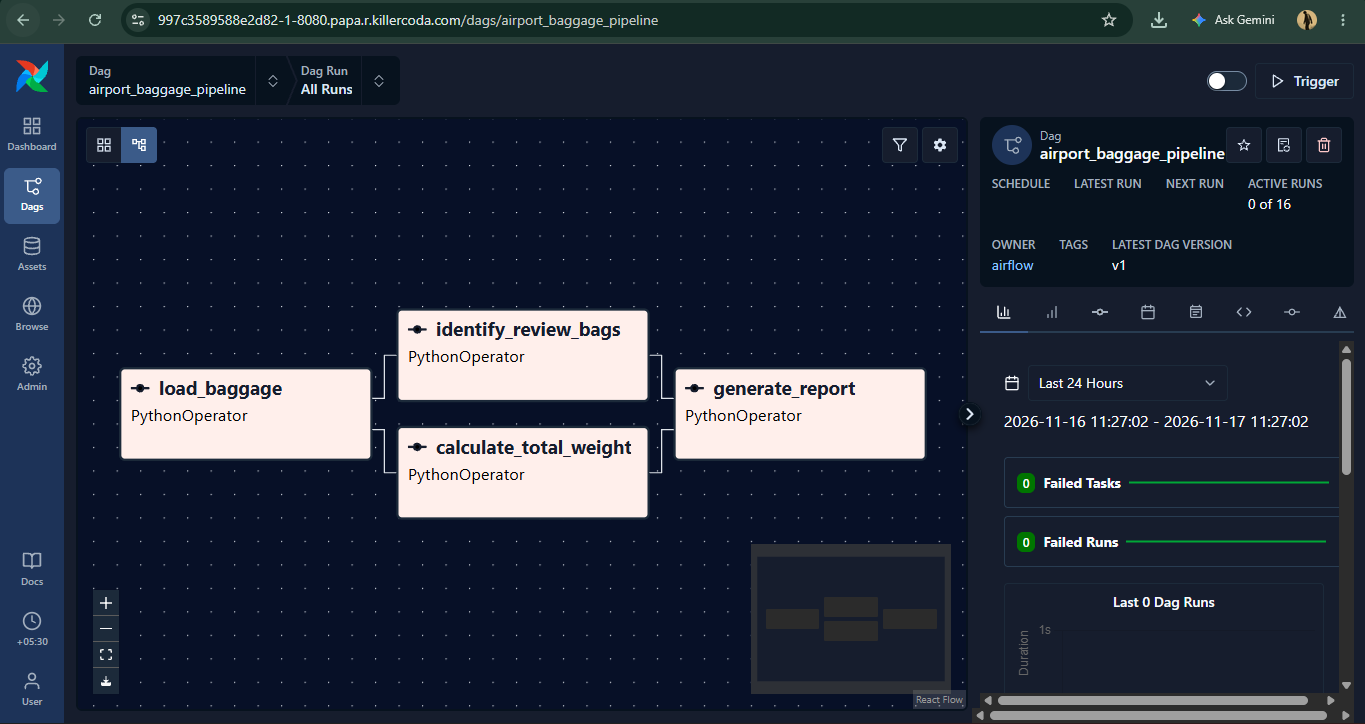 997c3589588e2d82-1-8080.papa.r.killercoda.com/dags/airport_baggage_pipeline
Ask Gemini
Dashboard
Dags
Assets
Browse
Admin
Docs
+05:30
User
Dag
airport_baggage_pipeline
Dag Run
All Runs
Trigger
load_baggage
PythonOperator
identify_review_bags
PythonOperator
calculate_total_weight
PythonOperator
generate_report
PythonOperator
React Flow
Dag
airport_baggage_pipeline
SCHEDULE LATEST RUN NEXT RUN ACTIVE RUNS
0 of 16
OWNER TAGS LATEST DAG VERSION
airflow v1
Last 24 Hours
2026-11-16 11:27:02 - 2026-11-17 11:27:02
0 Failed Tasks
0 Failed Runs
Last 0 Dag Runs
1s
Duration